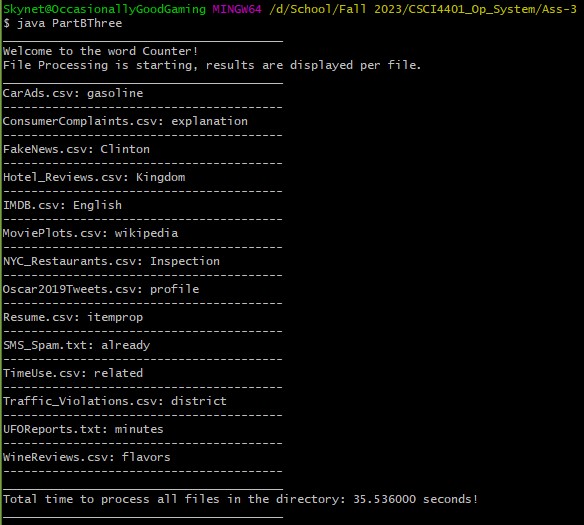 Skynet@OccasionallyGoodGaming MINGW64 /d/School/Fall 2023/CSCI4401_Op_System/Ass-3
$ java PartBThree
________________________________________
Welcome to the word Counter!
File Processing is starting, results are displayed per file.
________________________________________
CarAds.csv: gasoline
----------------------------------------
ConsumerComplaints.csv: explanation
----------------------------------------
FakeNews.csv: Clinton
----------------------------------------
Hotel_Reviews.csv: Kingdom
----------------------------------------
IMDB.csv: English
----------------------------------------
MoviePlots.csv: wikipedia
----------------------------------------
NYC_Restaurants.csv: Inspection
----------------------------------------
Oscar2019Tweets.csv: profile
----------------------------------------
Resume.csv: itemprop
----------------------------------------
SMS_Spam.txt: already
----------------------------------------
TimeUse.csv: related
----------------------------------------
Traffic_Violations.csv: district
----------------------------------------
UFOReports.txt: minutes
----------------------------------------
WineReviews.csv: flavors
----------------------------------------
________________________________________
Total time to process all files in the directory: 35.536000 seconds!
________________________________________